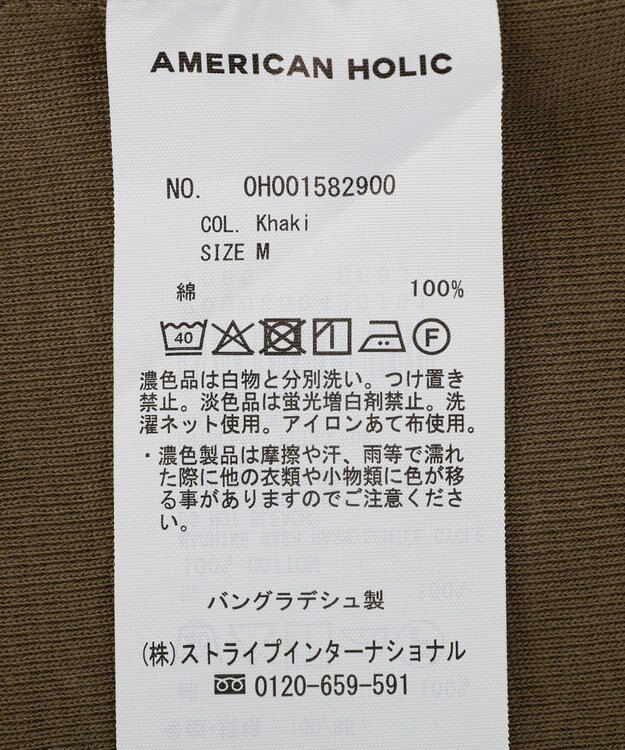 AMERICAN HOLIC
NO. 0H001582900
COL. Khaki
SIZE M
綿 100%
40 F
濃色品は白物と分別洗い。つけ置き
禁止。淡色品は蛍光増白剤禁止。洗
濯ネット使用。アイロンあて布使用。
・濃色製品は摩擦や汗、雨等で濡れ
た際に他の衣類や小物類に色が移
る事がありますのでご注意くださ
い。
バングラデシュ製
(株)ストライプインターナショナル
0120-659-591